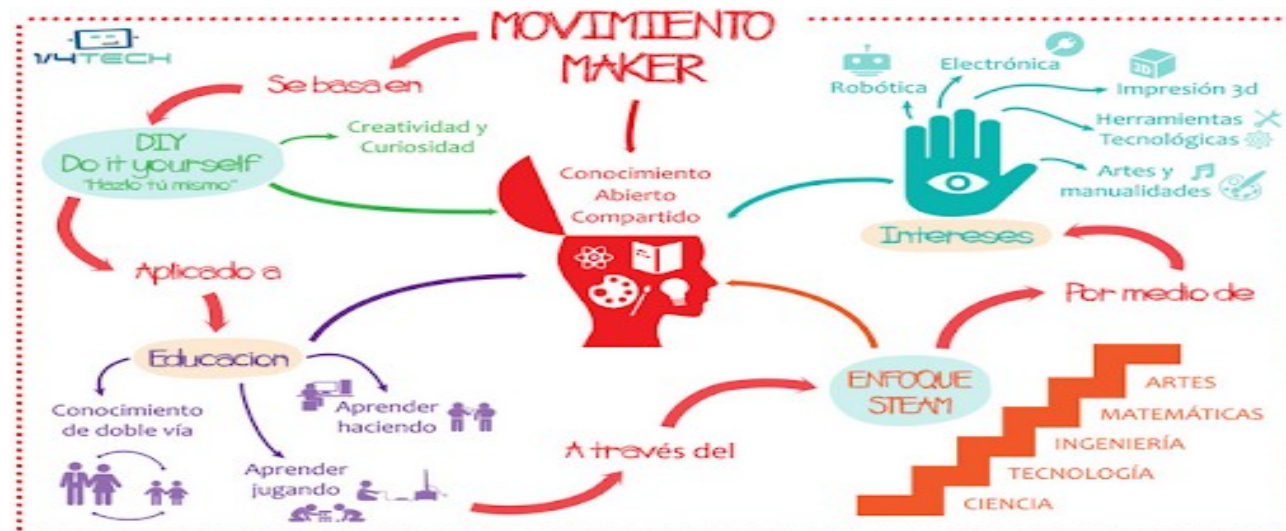 1/4TECH
MOVIMIENTO
MAKER
Se basa en
DIY
Do it yourself
"Hazlo tú mismo"
Creatividad y
Curiosidad
Conocimiento
Abierto
Compartido
Robótica
Electrónica
3D
Impresión 3d
Herramientas
Tecnológicas
Artes y
manualidades
Intereses
Aplicado a
Por medio de
Educacion
Conocimiento
de doble vía
Aprender
haciendo
Aprender
jugando
A través del
ENFOQUE
STEAM
ARTES
MATEMÁTICAS
INGENIERÍA
TECNOLOGÍA
CIENCIA